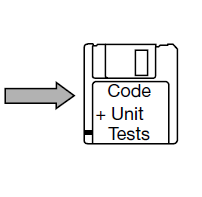 Code
+ Unit
Tests